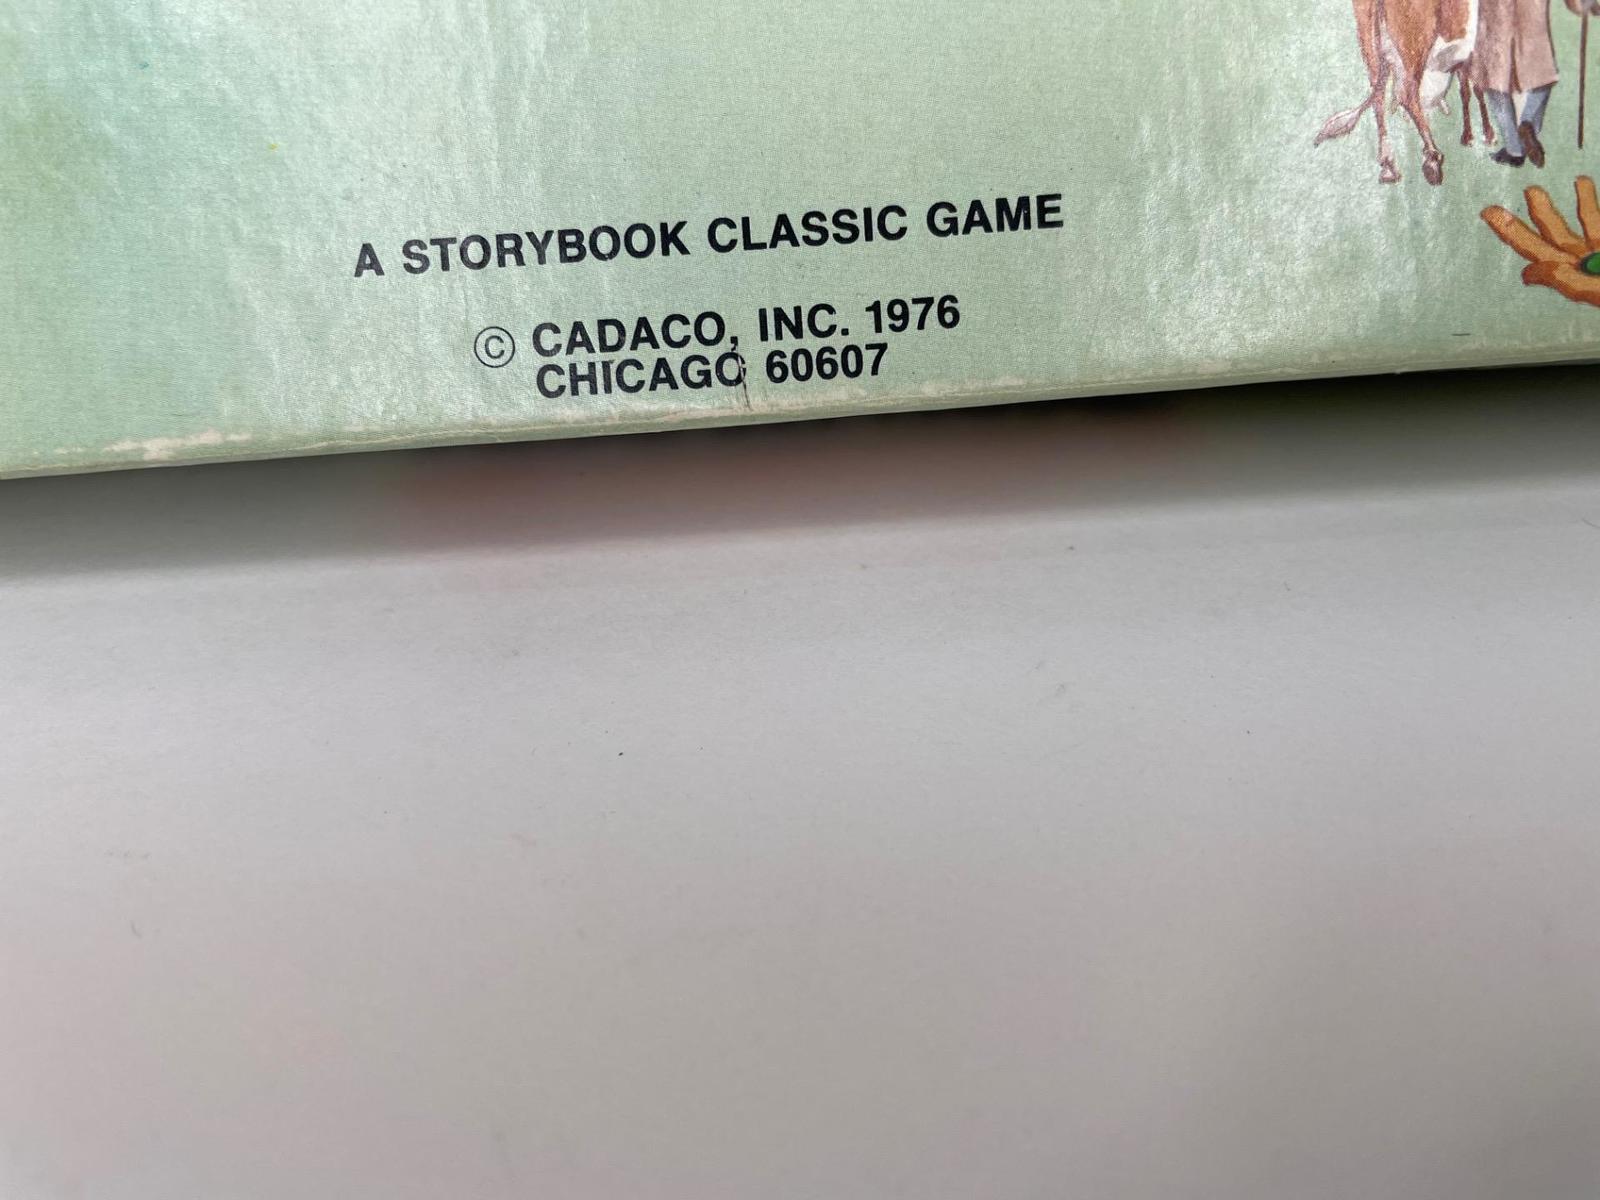 A STORYBOOK CLASSIC GAME
© CADACO, INC. 1976
CHICAGO 60607